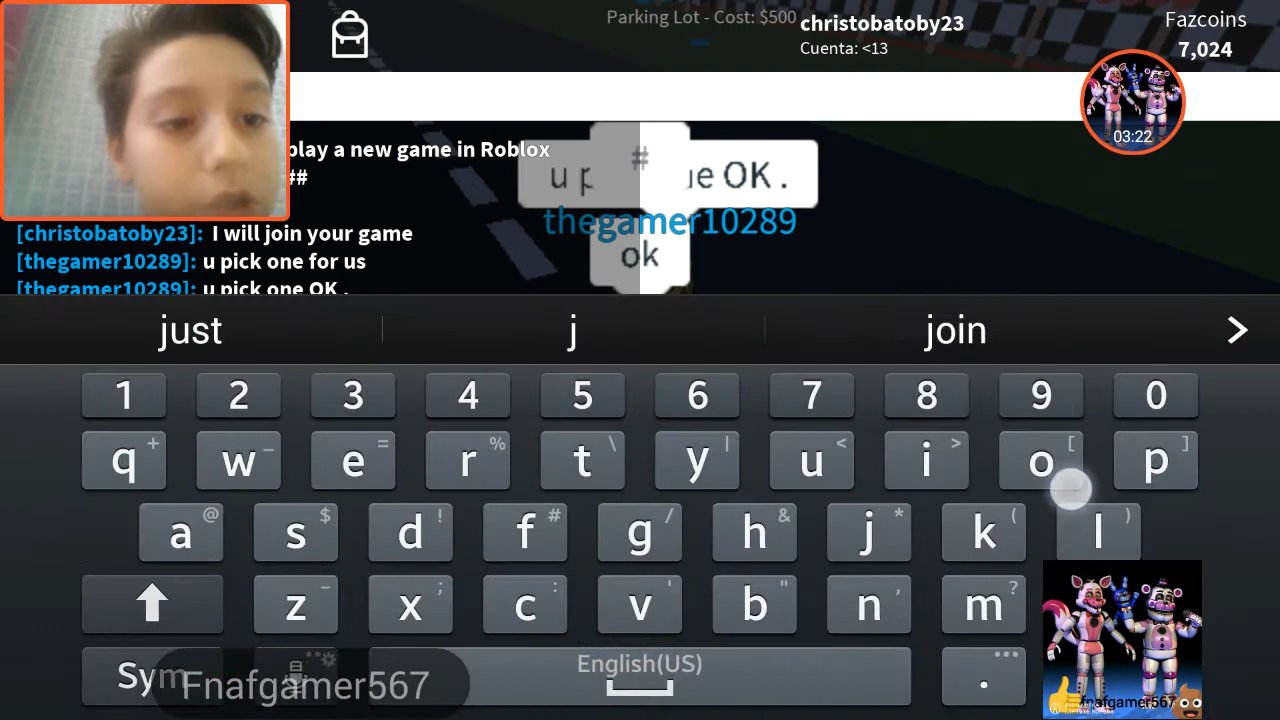 Parking Lot - Cost: $500
christobatoby23
Cuenta: <13
Fazcoins
7,024
03:22
play a new game in Roblox
##
#
u p ue OK .
thegamer10289
ok
[christobatoby23]: I will join your game
[thegamer10289]: u pick one for us
[thegamer10289]: u pick one OK .
just j join >
1 2 3 4 5 6 7 8 9 0
q + w _ e = r % t \ y | u < i > o [ p ]
a @ s $ d ! f # g / h & j * k ( l )
z - x ; c : v ' b " n , m ?
Sym English(US) . ...
Fnafgamer567
fnafgamer567